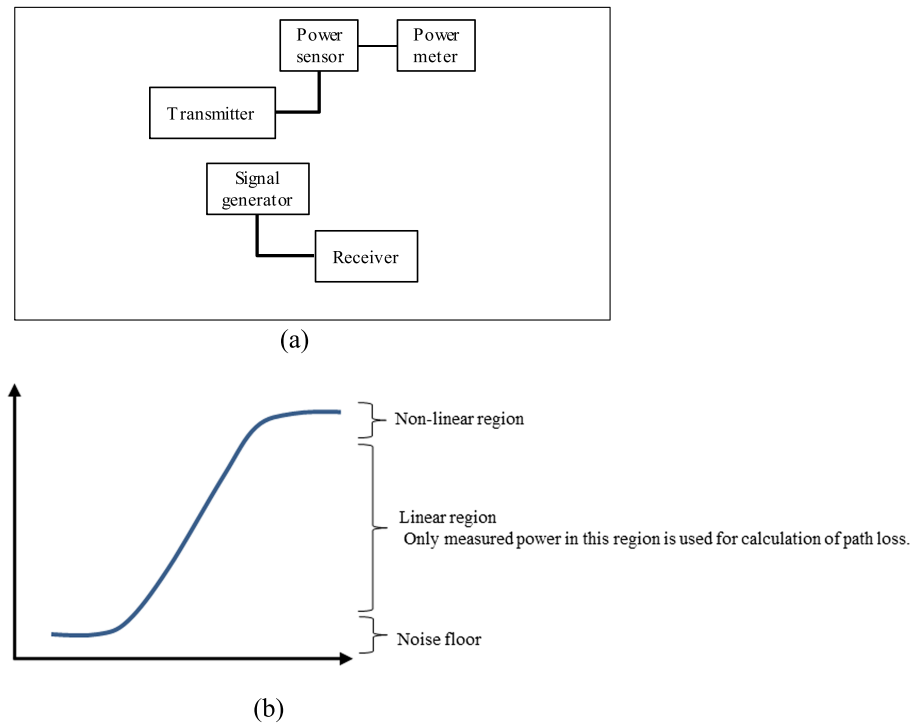 Power
sensor
Power
meter
Transmitter
Signal
generator
Receiver
(a)
Non-linear region
Linear region
Only measured power in this region is used for calculation of path loss.
Noise floor
(b)